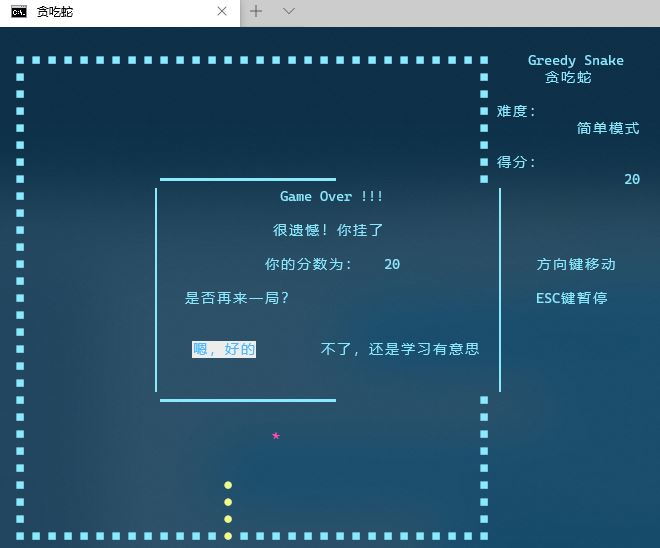 贪吃蛇
Greedy Snake
贪吃蛇
难度：
简单模式
得分：
20
Game Over !!!
很遗憾！你挂了
你的分数为： 20
是否再来一局？
嗯，好的 不了，还是学习有意思
方向键移动
ESC键暂停